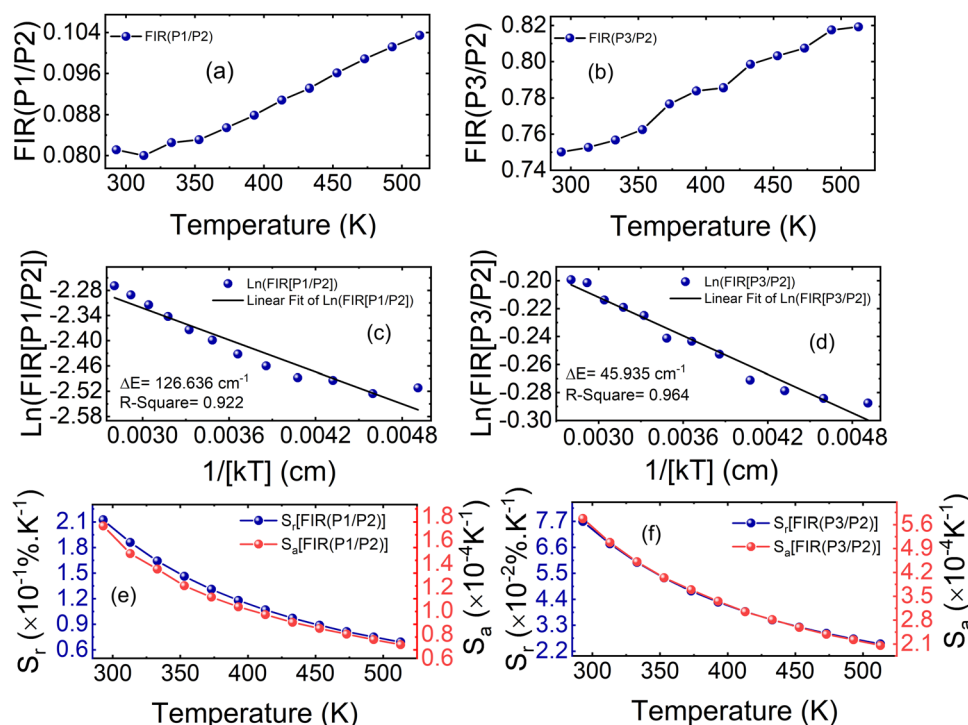 0.104
0.096
0.088
0.080
FIR(P1/P2)
FIR(P1/P2)
(a)
300 350 400 450 500
Temperature (K)
0.82
0.80
0.78
0.76
0.74
FIR(P3/P2)
FIR(P3/P2)
(b)
300 350 400 450 500
Temperature (K)
-2.28
-2.34
-2.40
-2.46
-2.52
-2.58
Ln(FIR[P1/P2])
Ln(FIR[P1/P2])
Linear Fit of Ln(FIR[P1/P2])
(c)
ΔE= 126.636 cm⁻¹
R-Square= 0.922
0.0030 0.0036 0.0042 0.0048
1/[kT] (cm)
-0.20
-0.22
-0.24
-0.26
-0.28
-0.30
Ln(FIR[P3/P2])
Ln(FIR[P3/P2])
Linear Fit of Ln(FIR[P3/P2])
(d)
ΔE= 45.935 cm⁻¹
R-Square= 0.964
0.0030 0.0036 0.0042 0.0048
1/[kT] (cm)
2.1
1.8
1.5
1.2
0.9
0.6
Sr (×10⁻¹%.K⁻¹)
Sr[FIR(P1/P2)]
Sa[FIR(P1/P2)]
(e)
1.8
1.6
1.4
1.2
1.0
0.8
0.6
Sa (×10⁻⁴K⁻¹)
300 350 400 450 500
Temperature (K)
7.7
6.6
5.5
4.4
3.3
2.2
Sr (×10⁻²%.K⁻¹)
Sr[FIR(P3/P2)]
Sa[FIR(P3/P2)]
(f)
5.6
4.9
4.2
3.5
2.8
2.1
Sa (×10⁻⁴K⁻¹)
300 350 400 450 500
Temperature (K)